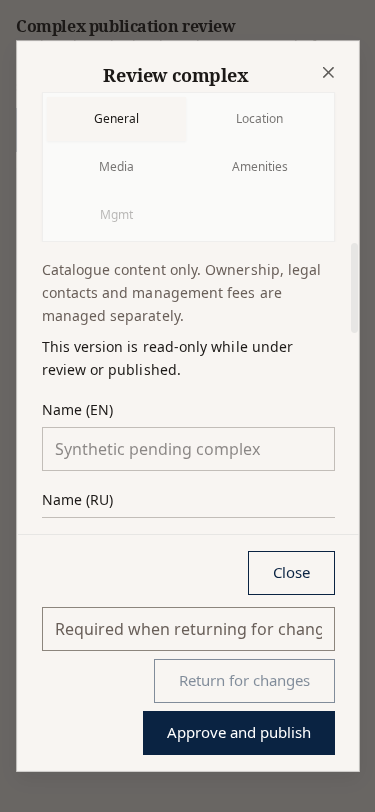 Complex publication review
Review complex
General
Location
Media
Amenities
Mgmt
Catalogue content only. Ownership, legal
contacts and management fees are
managed separately.
This version is read-only while under
review or published.
Name (EN)
Synthetic pending complex
Name (RU)
Close
Required when returning for chang
Return for changes
Approve and publish